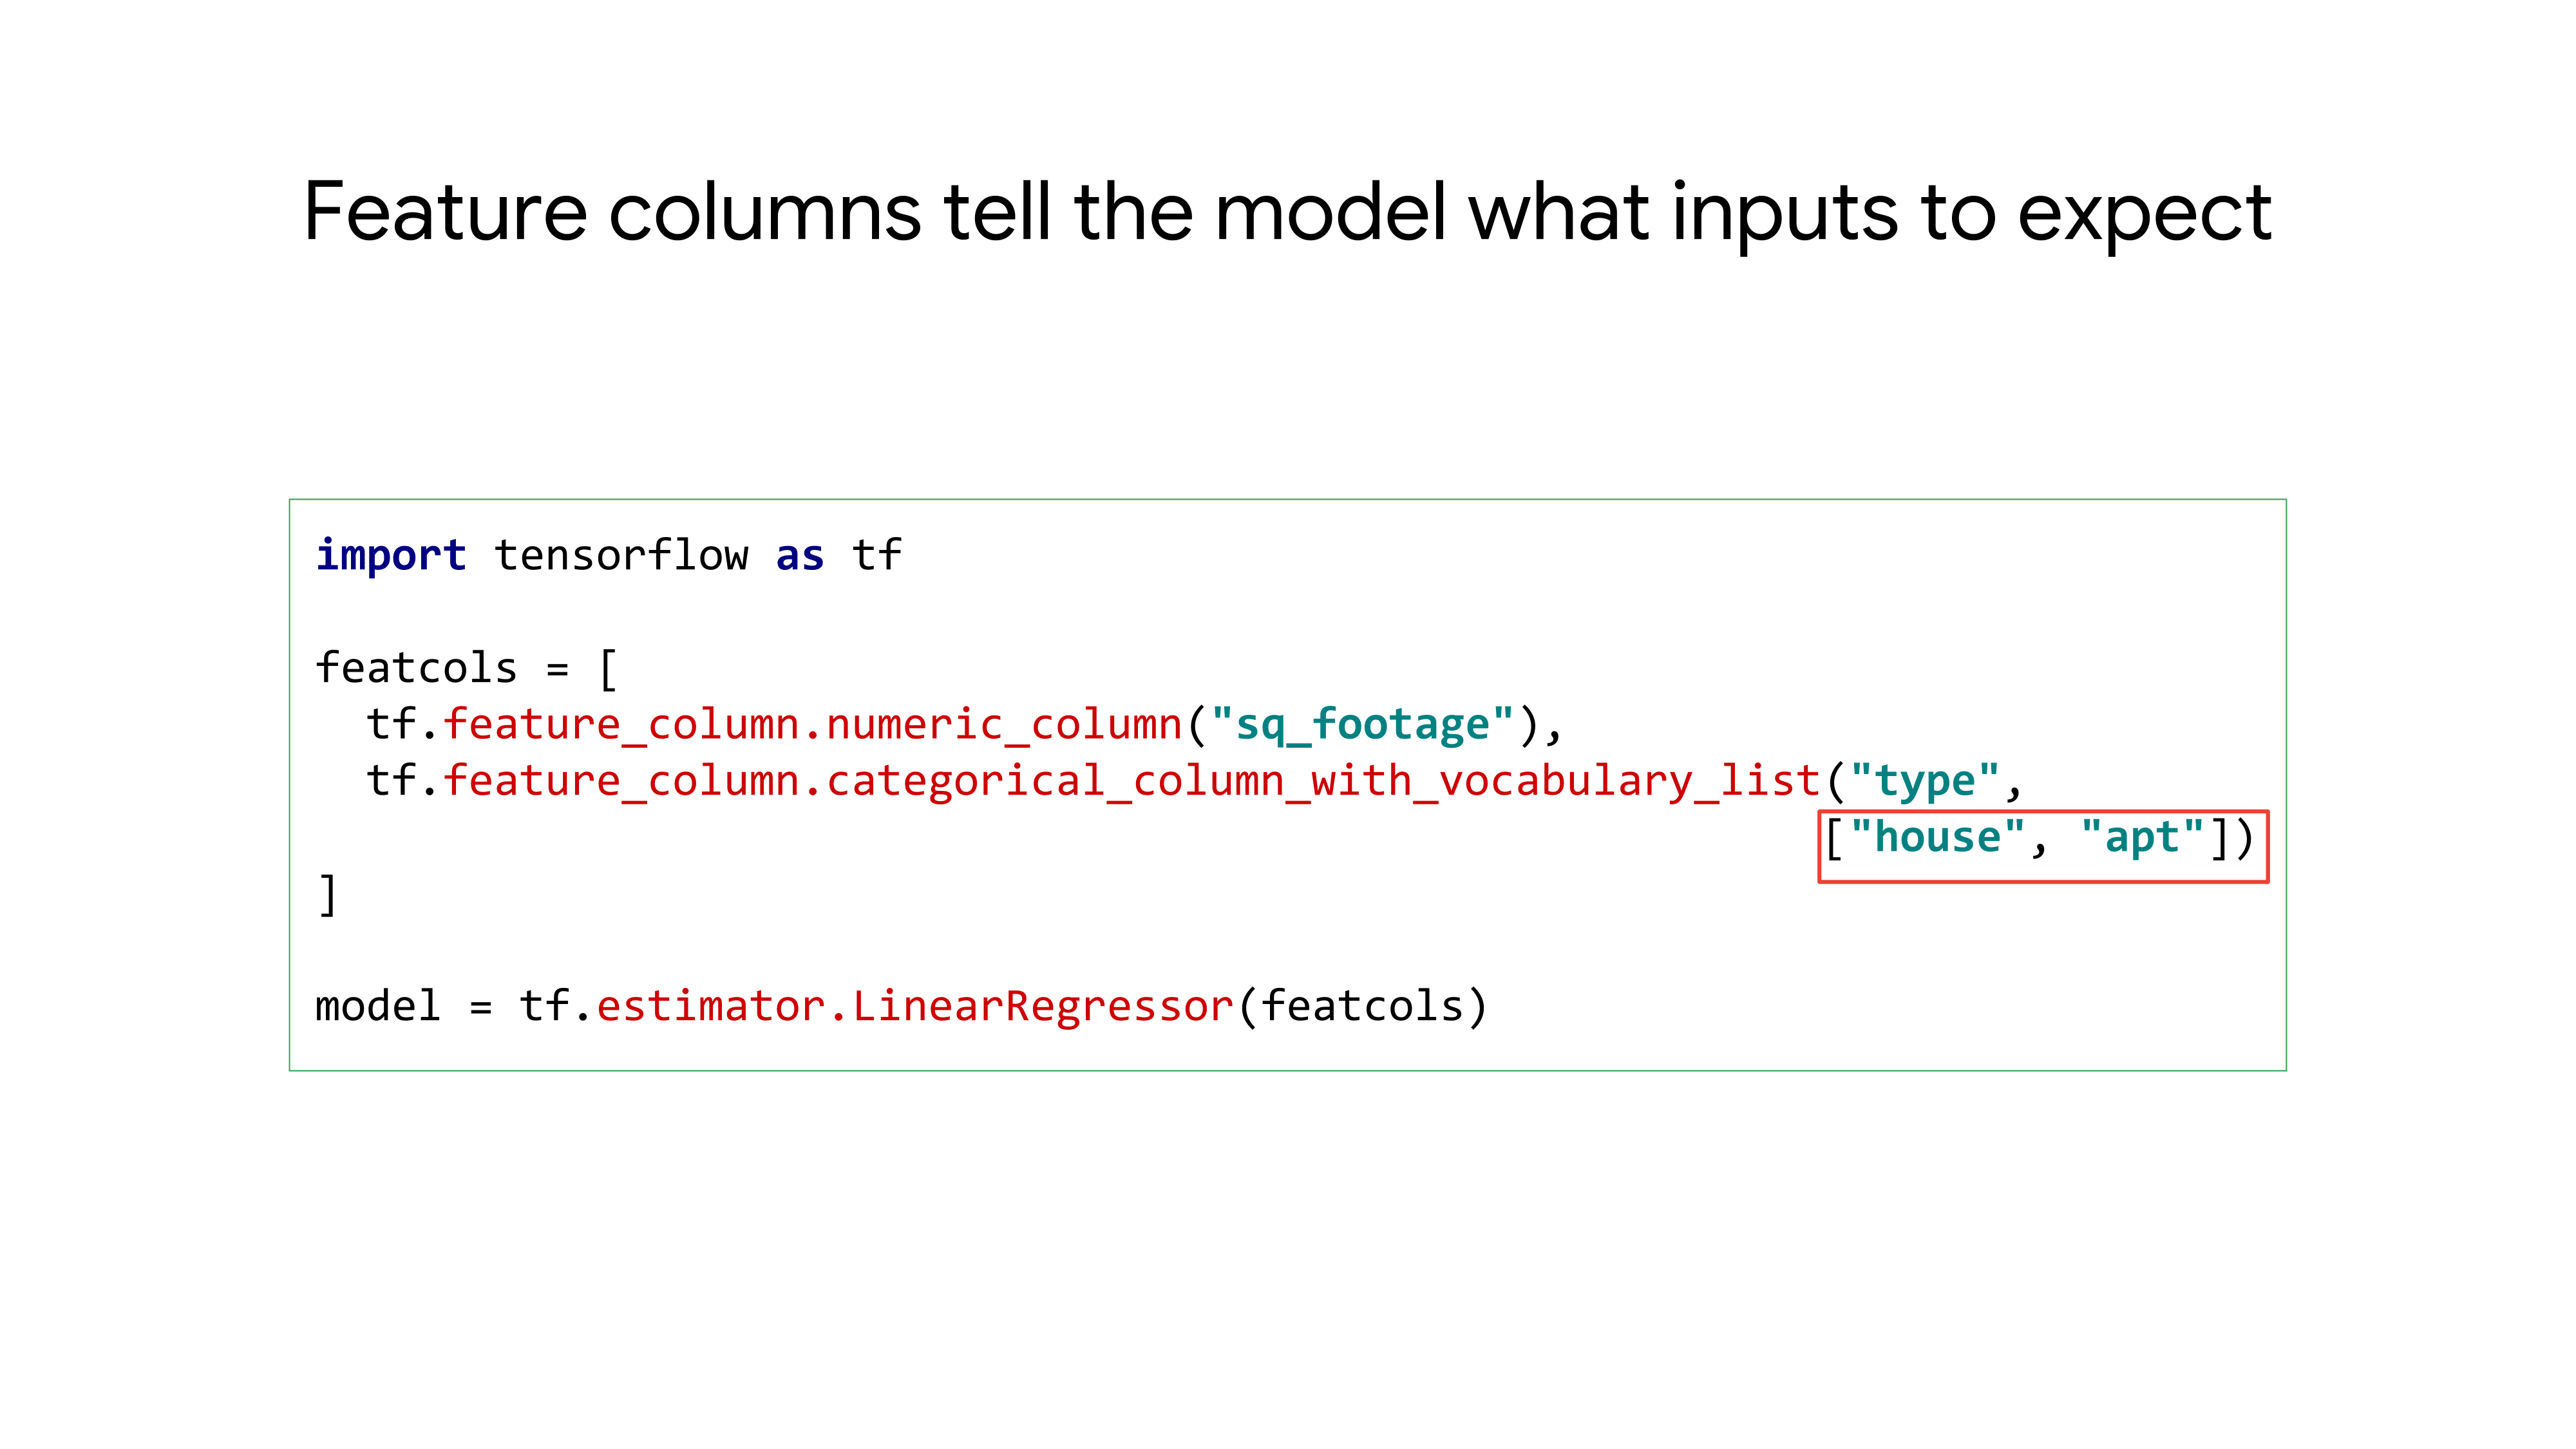 Feature columns tell the model what inputs to expect
import tensorflow as tf
featcols = [
tf.feature_column.numeric_column("sq_footage"),
tf.feature_column.categorical_column_with_vocabulary_list("type",
["house", "apt"])
]
model = tf.estimator.LinearRegressor(featcols)